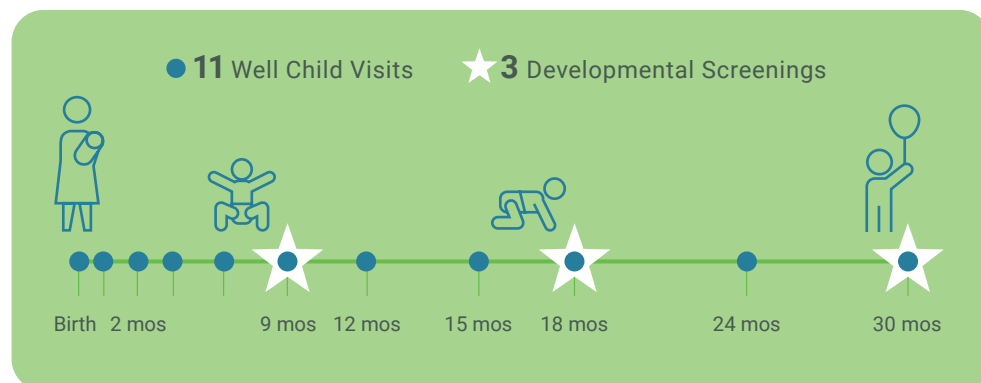 11 Well Child Visits 3 Developmental Screenings
Birth 2 mos 9 mos 12 mos 15 mos 18 mos 24 mos 30 mos